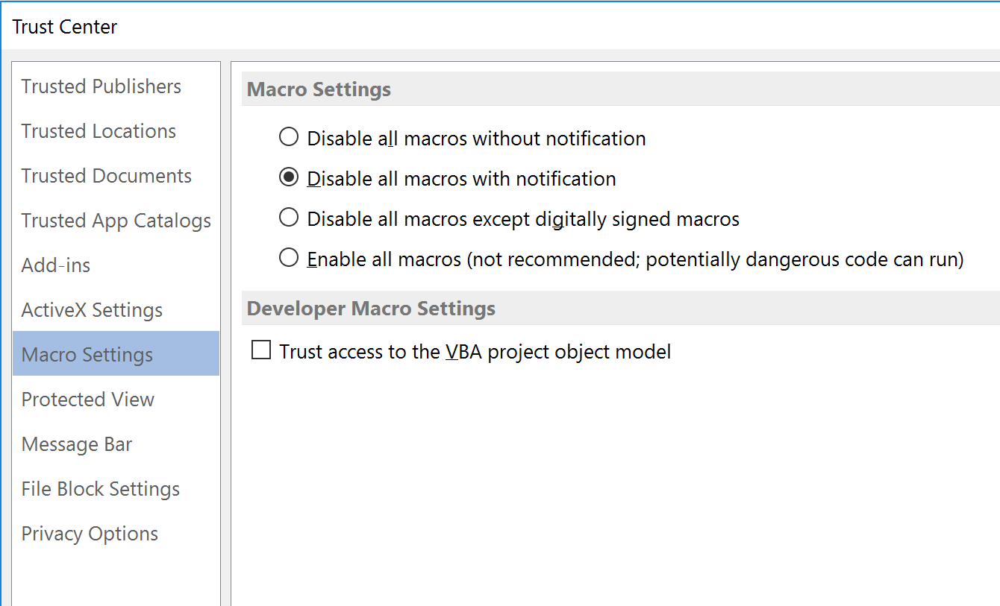 Trust Center
Trusted Publishers
Trusted Locations
Trusted Documents
Trusted App Catalogs
Add-ins
ActiveX Settings
Macro Settings
Protected View
Message Bar
File Block Settings
Privacy Options
Macro Settings
Disable all macros without notification
Disable all macros with notification
Disable all macros except digitally signed macros
Enable all macros (not recommended; potentially dangerous code can run)
Developer Macro Settings
Trust access to the VBA project object model